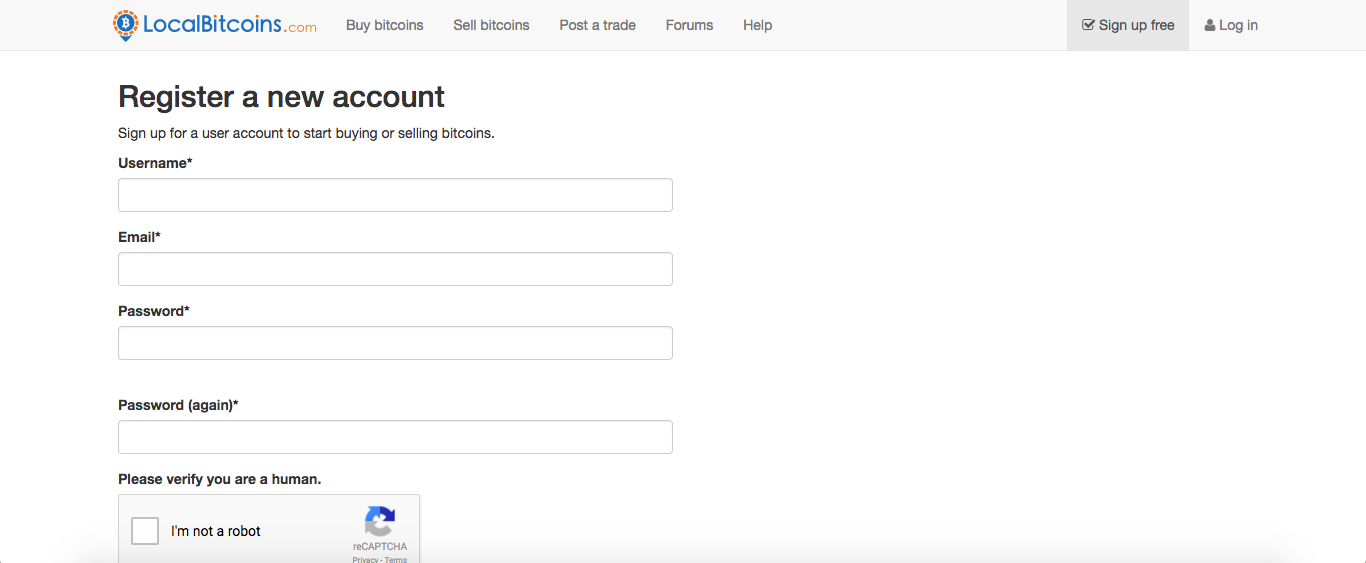 LocalBitcoins.com Buy bitcoins Sell bitcoins Post a trade Forums Help Sign up free Log in
Register a new account
Sign up for a user account to start buying or selling bitcoins.
Username*
Email*
Password*
Password (again)*
Please verify you are a human.
I'm not a robot
reCAPTCHA
Privacy - Terms